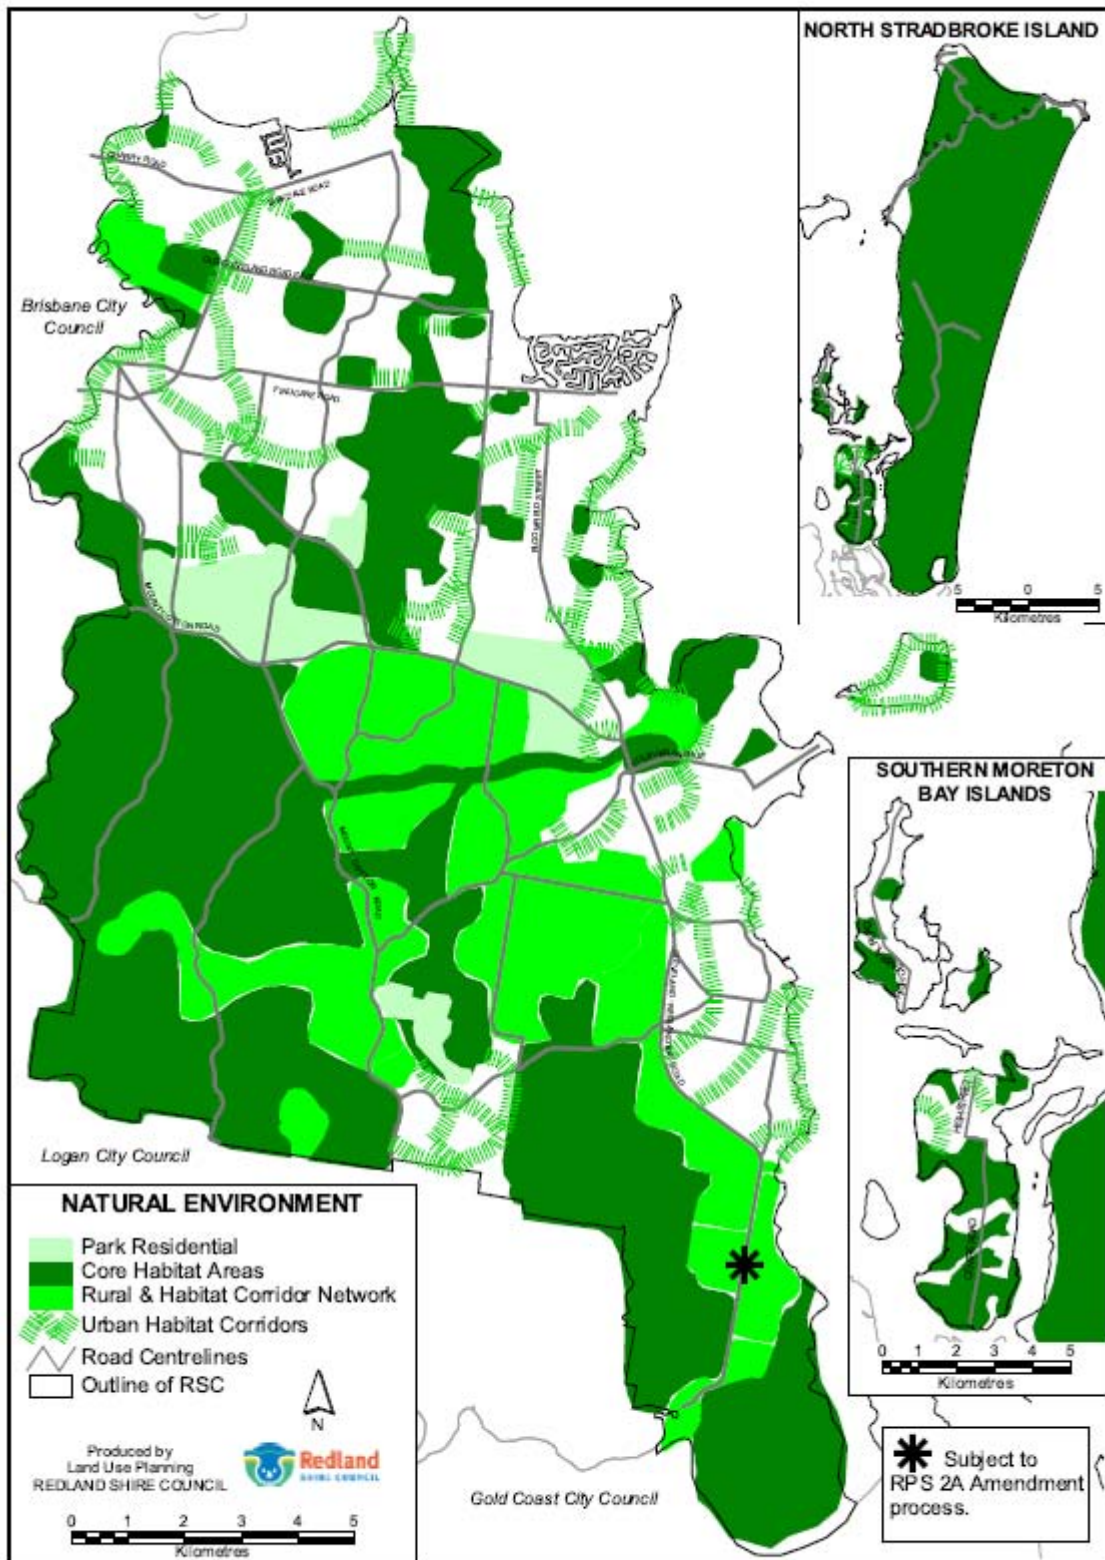 NORTH STRADBROKE ISLAND
5 0 5
Kilometres
Brisbane City
Council
SOUTHERN MORETON
BAY ISLANDS
0 1 2 3 4 5
Kilometres
Logan City Council
NATURAL ENVIRONMENT
Park Residential
Core Habitat Areas
Rural & Habitat Corridor Network
Urban Habitat Corridors
Road Centrelines
Outline of RSC
N
Produced by
Land Use Planning
REDLAND SHIRE COUNCIL
Redland
SHIRE COUNCIL
0 1 2 3 4 5
Kilometres
Gold Coast City Council
Subject to
RPS 2A Amendment
process.